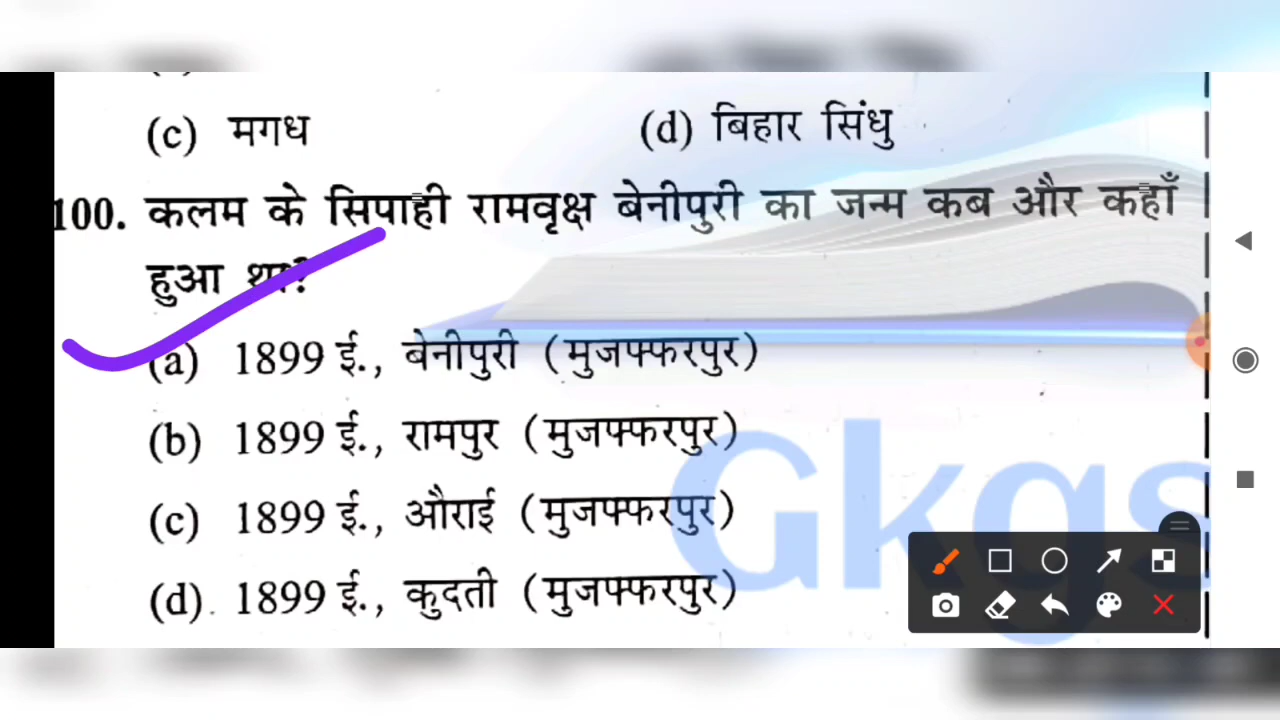 (c) मगध (d) बिहार सिंधु
100. कलम के सिपाही रामवृक्ष बेनीपुरी का जन्म कब और कहाँ
हुआ था?
(a) 1899 ई., बेनीपुरी (मुजफ्फरपुर)
(b) 1899 ई., रामपुर (मुजफ्फरपुर)
(c) 1899 ई., औराई (मुजफ्फरपुर)
(d). 1899 ई., कुदती (मुजफ्फरपुर)
Gkgs